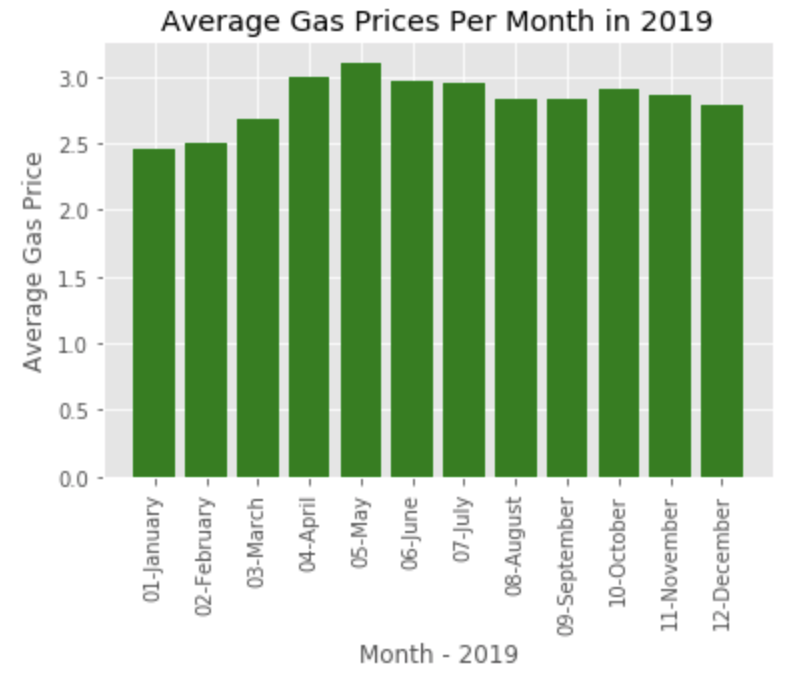 Average Gas Prices Per Month in 2019
Average Gas Price
3.0
2.5
2.0
1.5
1.0
0.5
0.0
01-January
02-February
03-March
04-April
05-May
06-June
07-July
08-August
09-September
10-October
11-November
12-December
Month - 2019